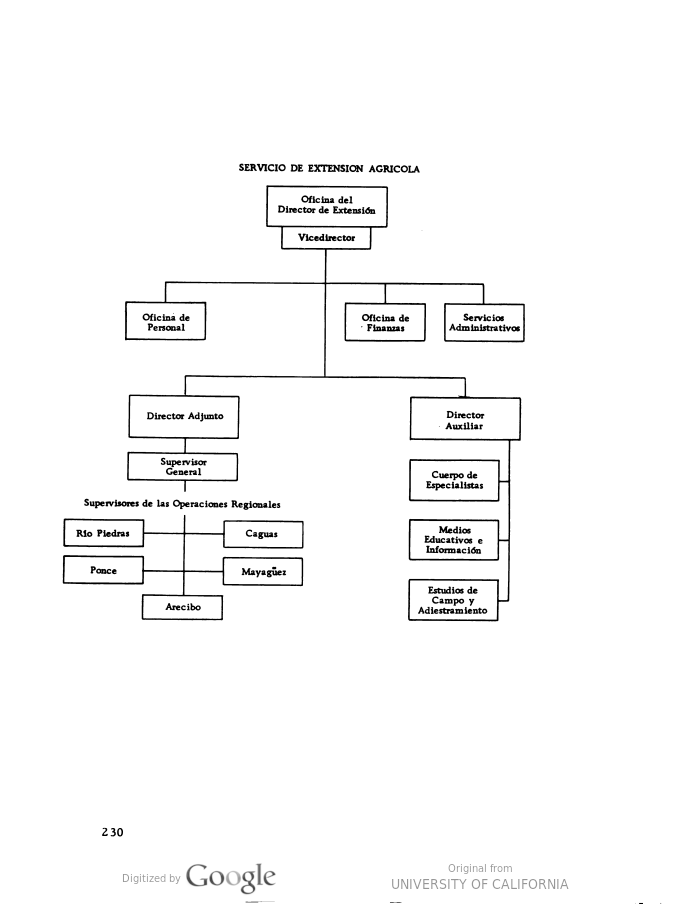 SERVICIO DE EXTENSION AGRICOLA
Oficina del
Director de Extensión
Vicedirector
Oficina de
Personal
Oficina de
Finanzas
Servicios
Administrativos
Director Adjunto
Director
Auxiliar
Supervisor
General
Cuerpo de
Especialistas
Supervisores de las Operaciones Regionales
Río Piedras
Caguas
Medios
Educativos e
Información
Ponce
Mayagüez
Arecibo
Estudios de
Campo y
Adiestramiento
230
Digitized by Google
Original from
UNIVERSITY OF CALIFORNIA